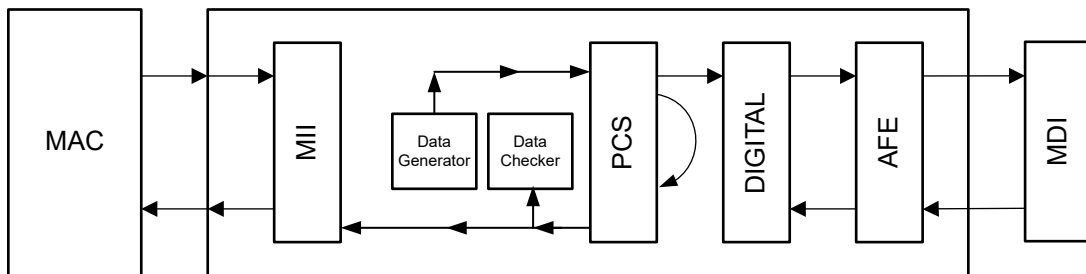 MAC
MII
Data
Generator
Data
Checker
PCS
DIGITAL
AFE
MDI